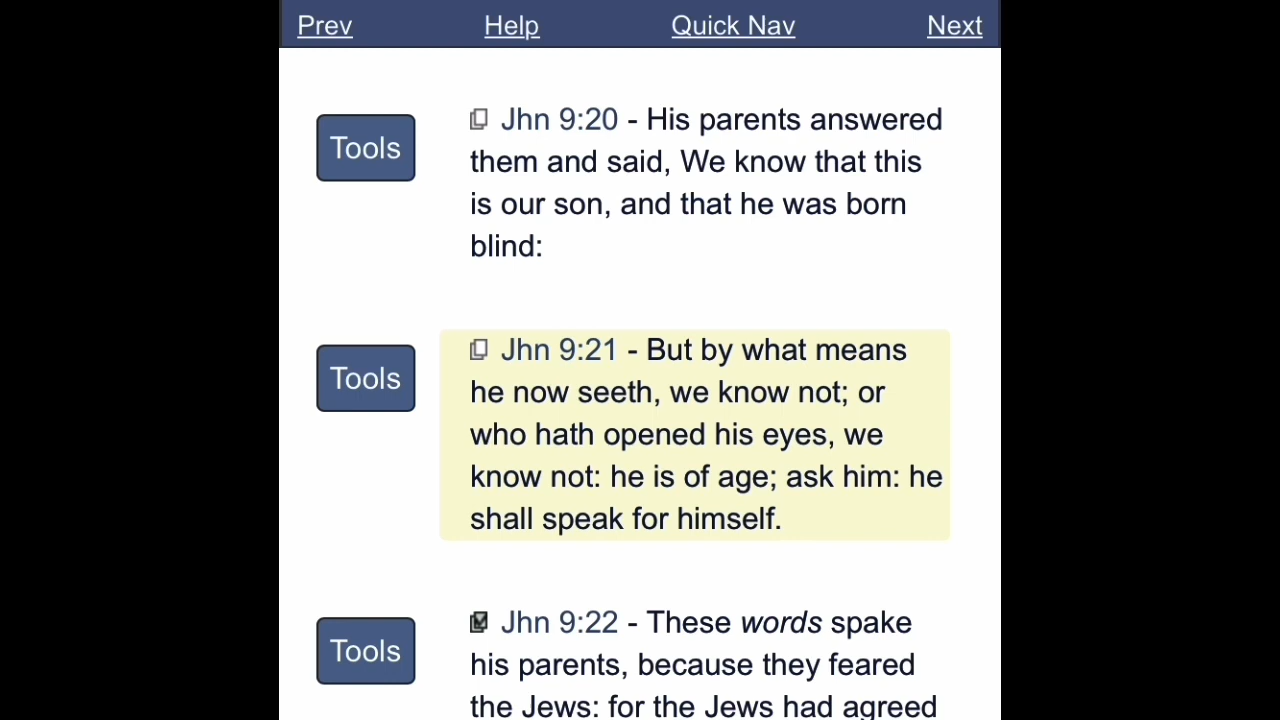 Prev Help Quick Nav Next
Tools
Jhn 9:20 - His parents answered
them and said, We know that this
is our son, and that he was born
blind:
Tools
Jhn 9:21 - But by what means
he now seeth, we know not; or
who hath opened his eyes, we
know not: he is of age; ask him: he
shall speak for himself.
Tools
Jhn 9:22 - These words spake
his parents, because they feared
the Jews: for the Jews had agreed